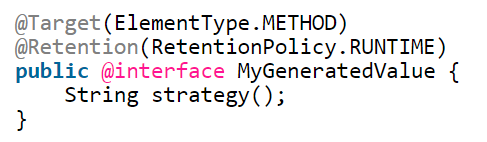 @Target(ElementType.METHOD)
@Retention(RetentionPolicy.RUNTIME)
public @interface MyGeneratedValue {
    String strategy();
}